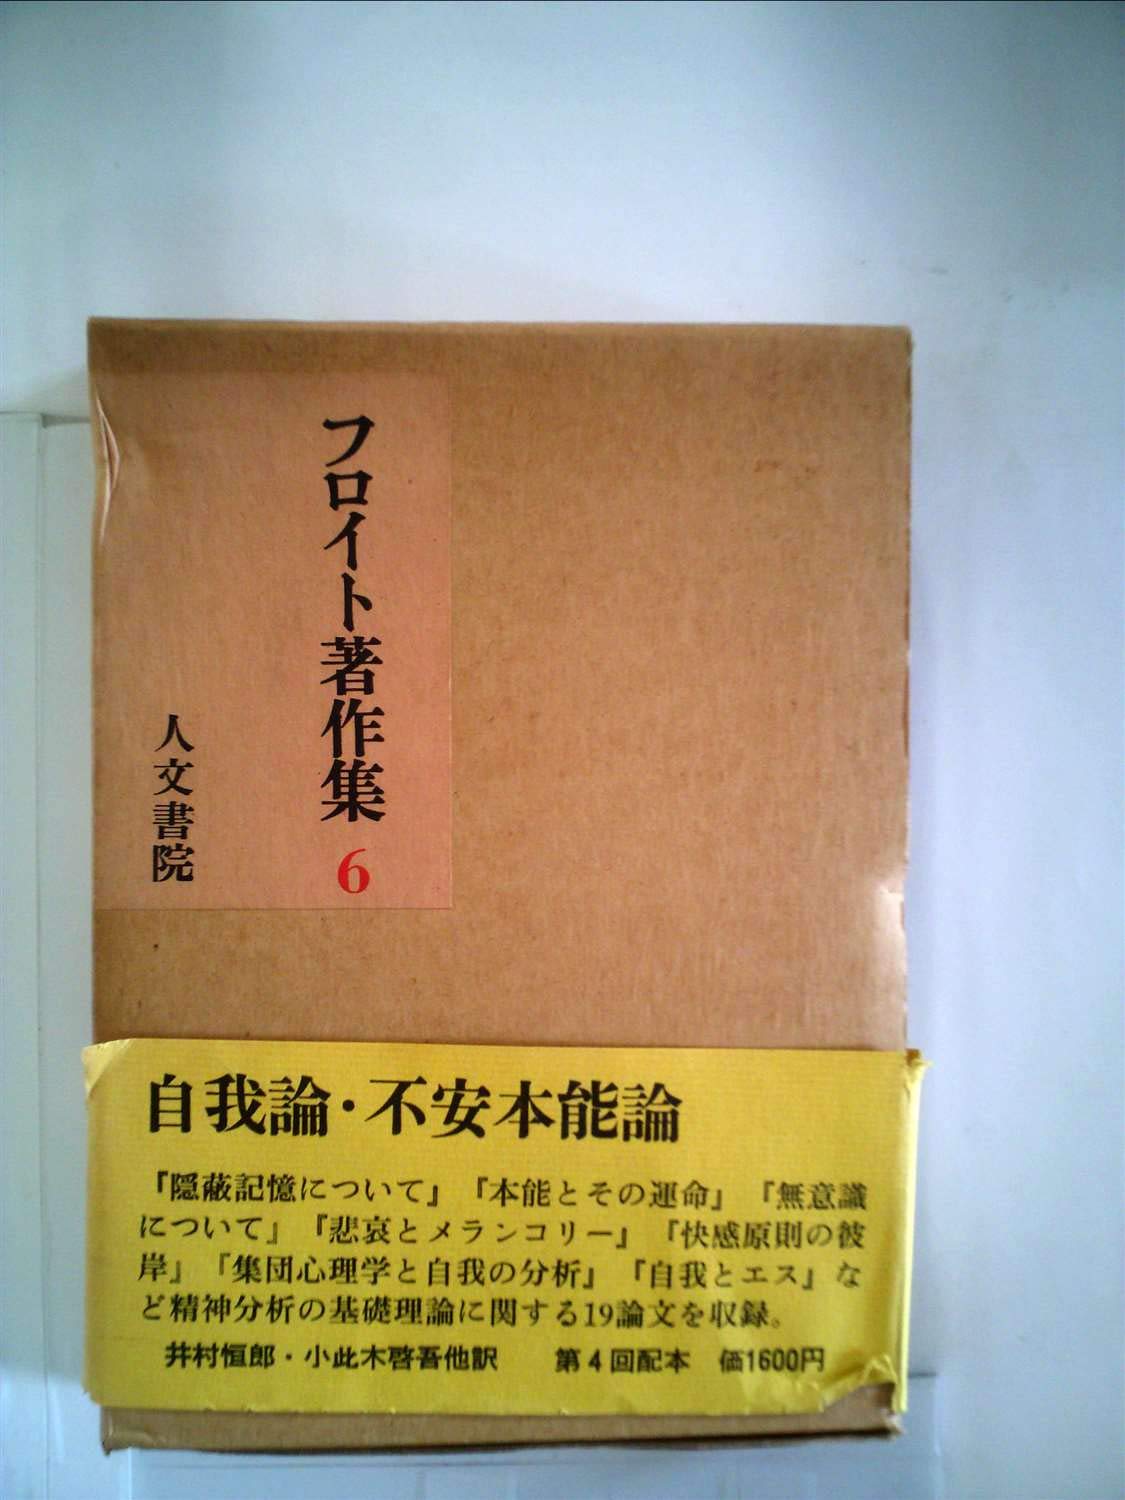 フロイト著作集 6
人文書院
自我論・不安本能論
『隠蔽記憶について』『本能とその運命』『無意識
について』『悲哀とメランコリー』『快感原則の彼
岸』『集団心理学と自我の分析』『自我とエス』な
ど精神分析の基礎理論に関する19論文を収録。
井村恒郎・小此木啓吾他訳 第4回配本 価1600円